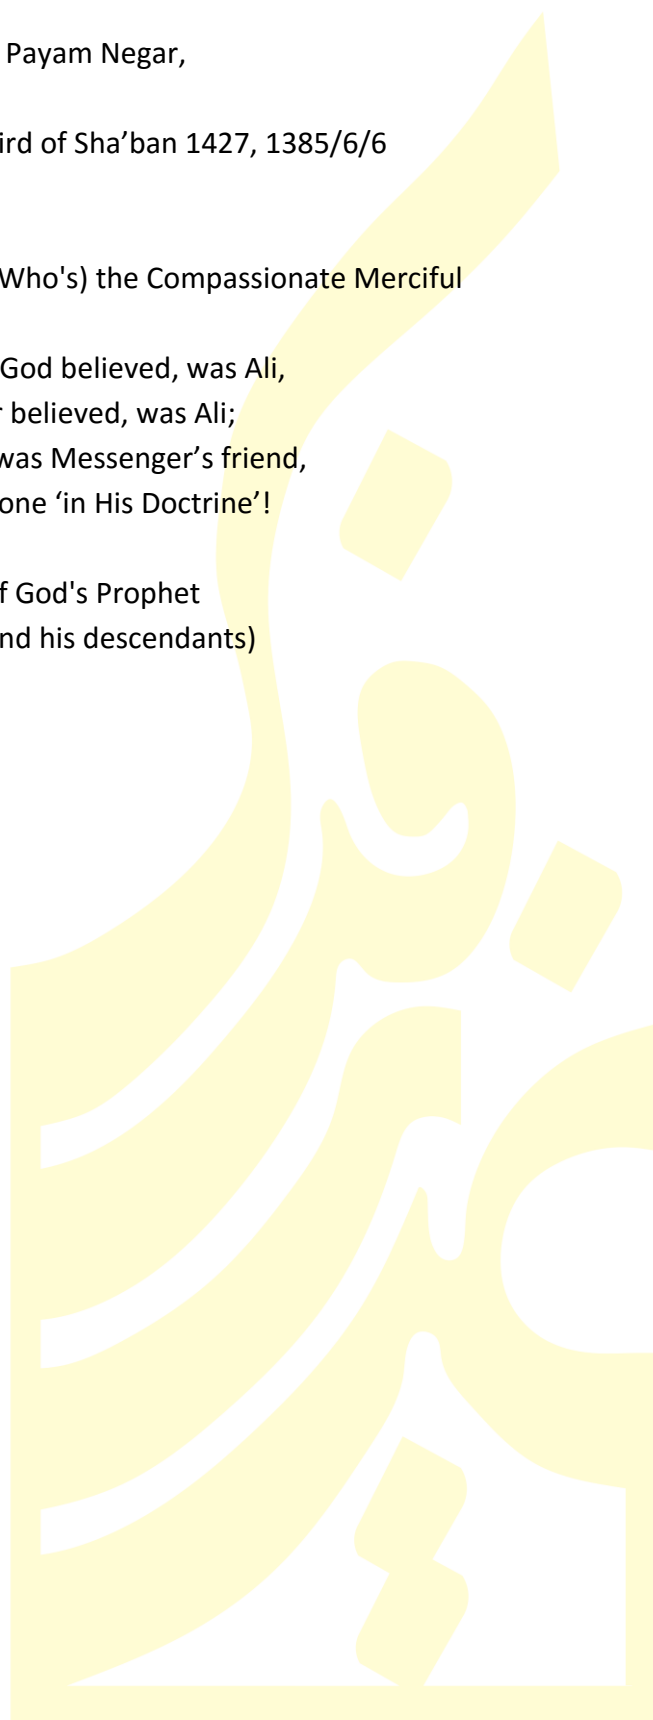 Payam Negar,
ird of Sha’ban 1427, 1385/6/6
Who's) the Compassionate Merciful
God believed, was Ali,
r believed, was Ali;
was Messenger’s friend,
one ‘in His Doctrine’!
f God's Prophet
nd his descendants)